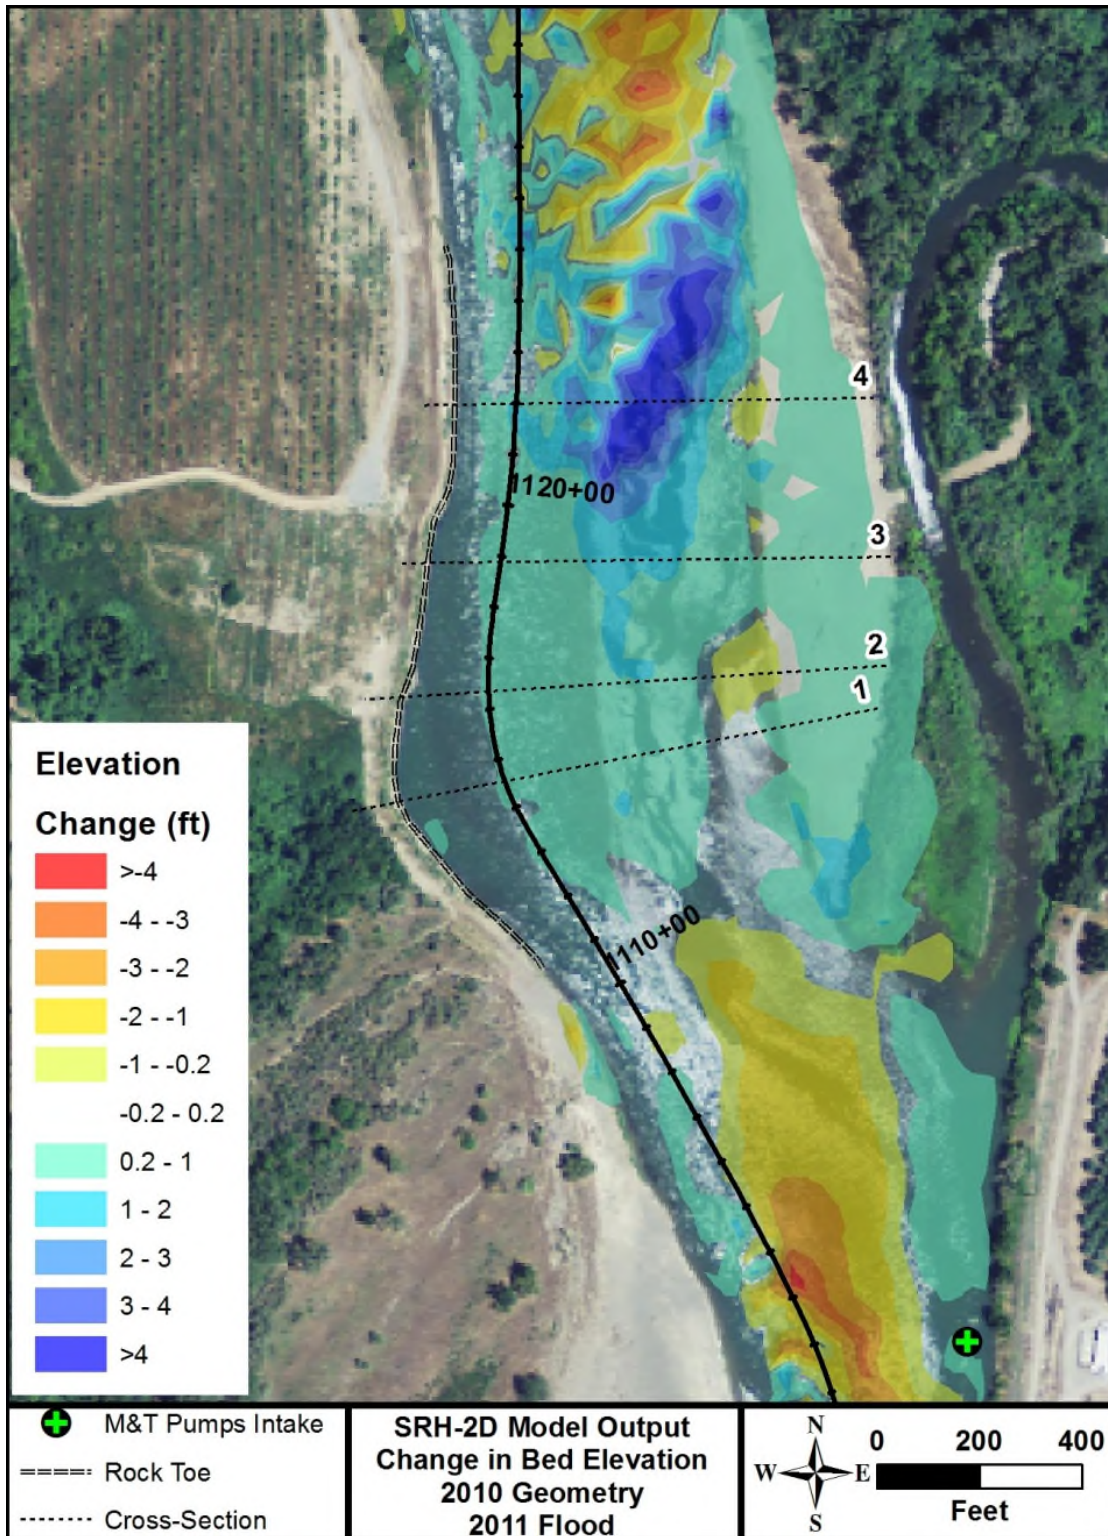 4
1120+00
3
2
1
1110+00
Elevation
Change (ft)
>-4
-4 - -3
-3 - -2
-2 - -1
-1 - -0.2
-0.2 - 0.2
0.2 - 1
1 - 2
2 - 3
3 - 4
>4
M&T Pumps Intake
Rock Toe
Cross-Section
SRH-2D Model Output
Change in Bed Elevation
2010 Geometry
2011 Flood
N
W E
S
0 200 400
Feet